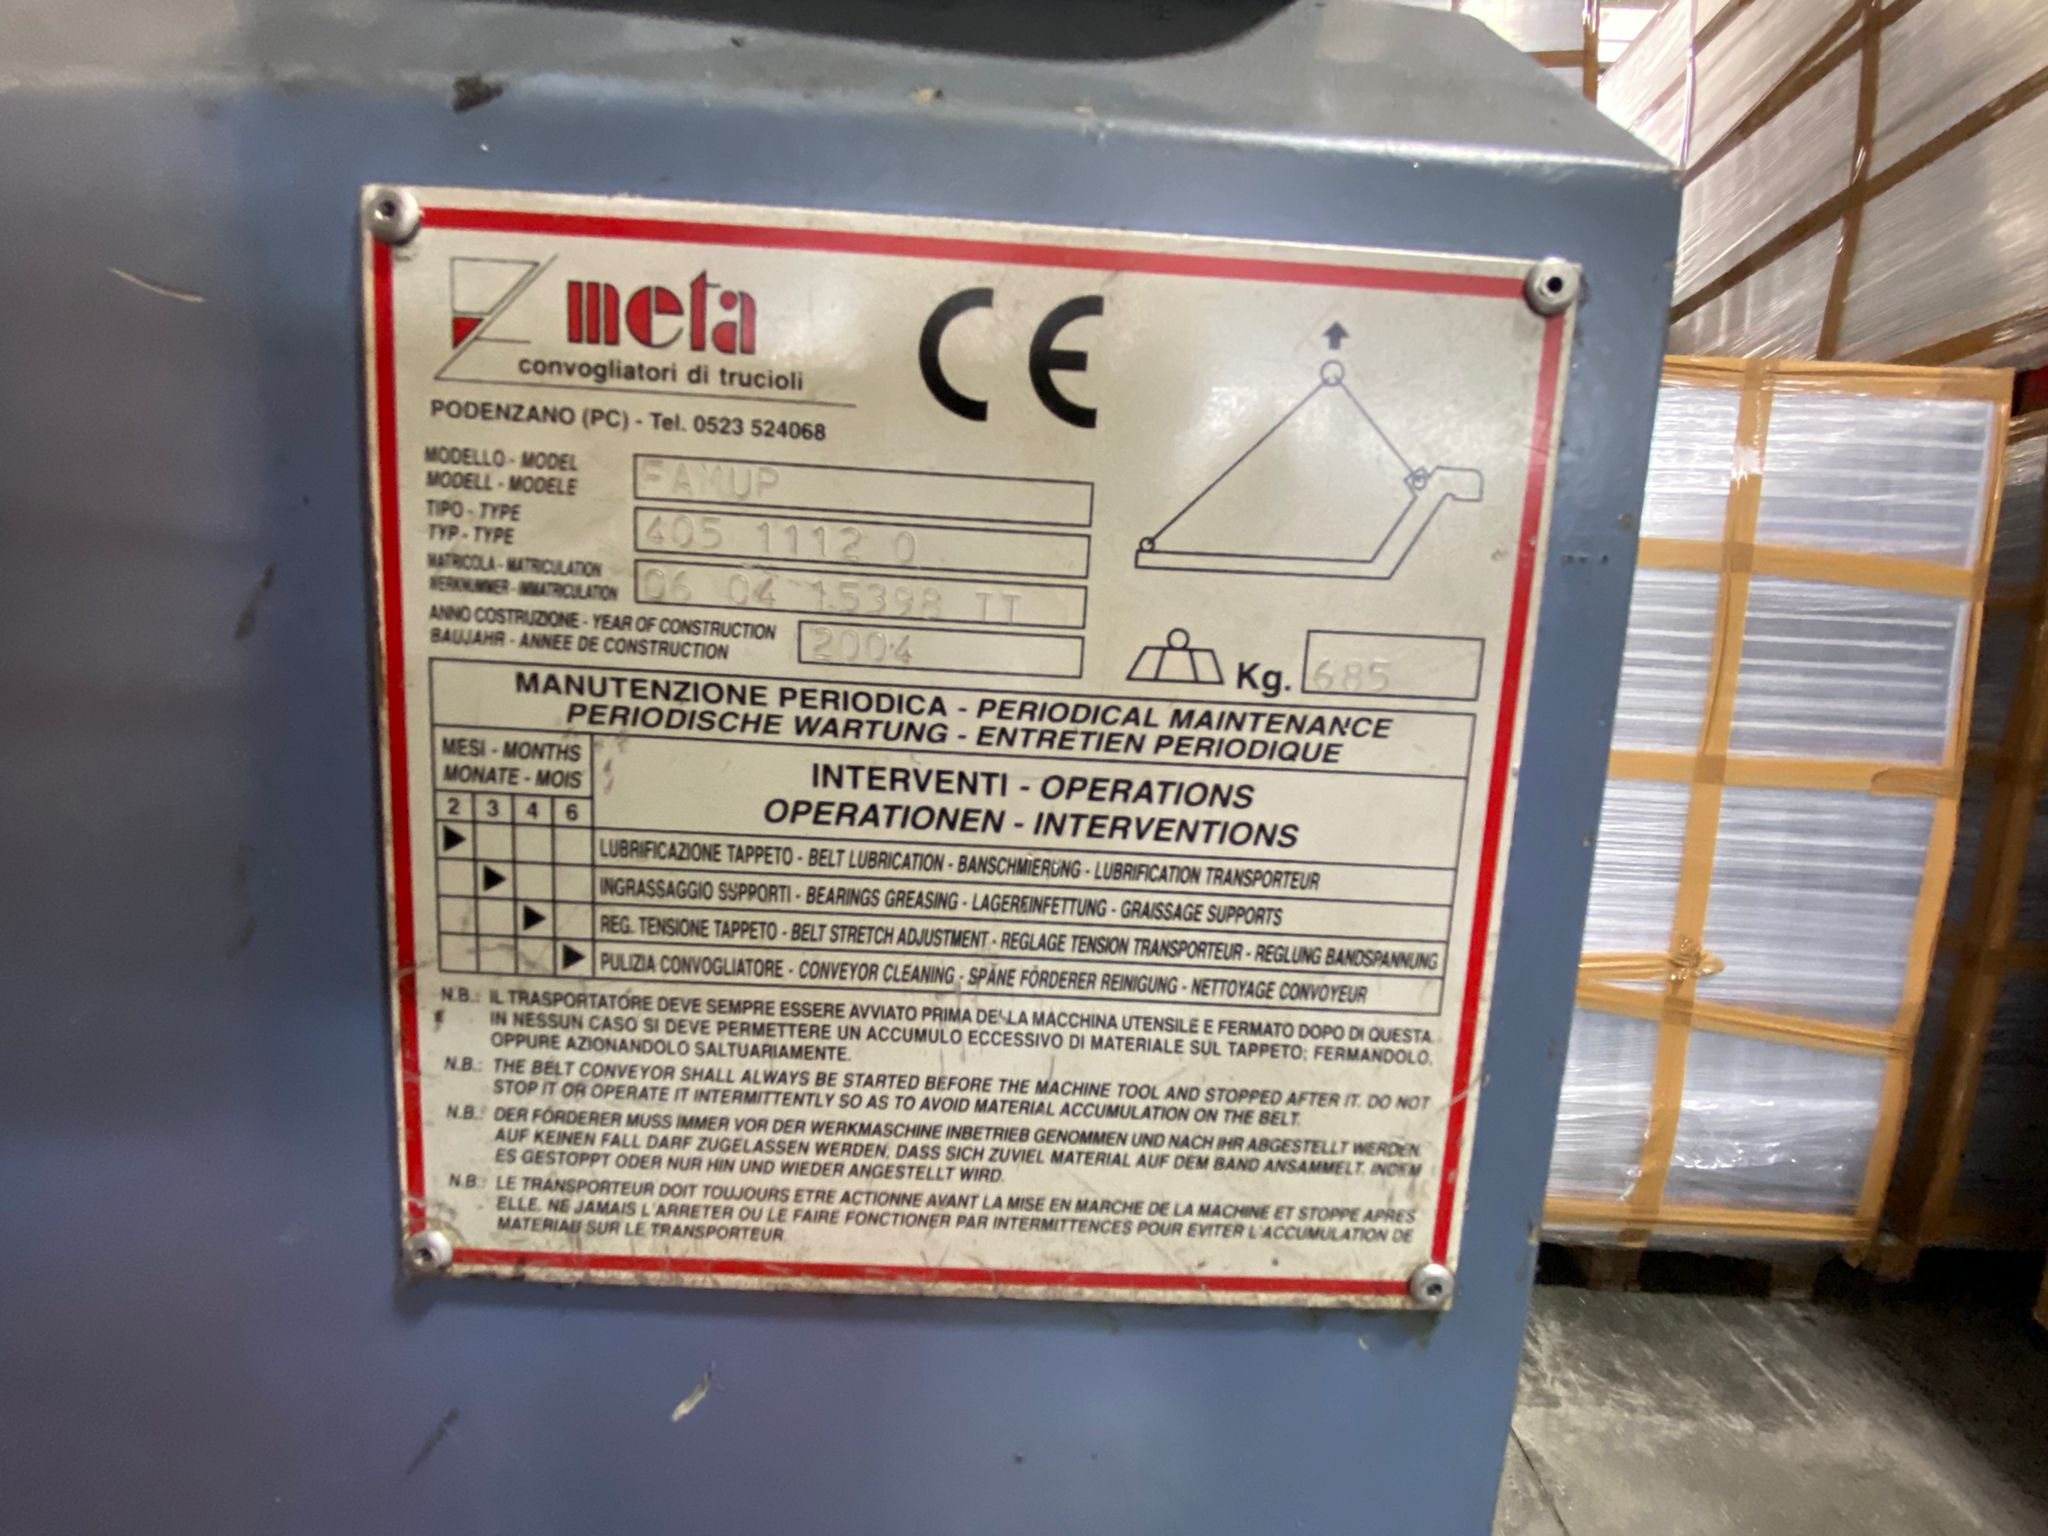 meta
convogliatori di trucioli
PODENZANO (PC) - Tel. 0523 524068
CE
MODELLO - MODEL
MODELL - MODELE
FAMUP
TIPO - TYPE
TYP - TYPE
405 1112 0
MATRICOLA - MATRICULATION
WERKNUMMER - IMMATRICULATION
06 04 15398 TT
ANNO COSTRUZIONE - YEAR OF CONSTRUCTION
BAUJAHR - ANNEE DE CONSTRUCTION
2004
Kg. 685
MANUTENZIONE PERIODICA - PERIODICAL MAINTENANCE
PERIODISCHE WARTUNG - ENTRETIEN PERIODIQUE
MESI - MONTHS
MONATE - MOIS
2 3 4 6
INTERVENTI - OPERATIONS
OPERATIONEN - INTERVENTIONS
LUBRIFICAZIONE TAPPETO - BELT LUBRICATION - BANSCHMIERUNG - LUBRIFICATION TRANSPORTEUR
INGRASSAGGIO SUPPORTI - BEARINGS GREASING - LAGEREINFETTUNG - GRAISSAGE SUPPORTS
REG. TENSIONE TAPPETO - BELT STRETCH ADJUSTMENT - REGLAGE TENSION TRANSPORTEUR - REGLUNG BANDSPANNUNG
PULIZIA CONVOGLIATORE - CONVEYOR CLEANING - SPÄNE FÖRDERER REINIGUNG - NETTOYAGE CONVOYEUR
N.B.: IL TRASPORTATORE DEVE SEMPRE ESSERE AVVIATO PRIMA DELLA MACCHINA UTENSILE E FERMATO DOPO DI QUESTA.
IN NESSUN CASO SI DEVE PERMETTERE UN ACCUMULO ECCESSIVO DI MATERIALE SUL TAPPETO; FERMANDOLO,
OPPURE AZIONANDOLO SALTUARIAMENTE.
N.B.: THE BELT CONVEYOR SHALL ALWAYS BE STARTED BEFORE THE MACHINE TOOL AND STOPPED AFTER IT. DO NOT
STOP IT OR OPERATE IT INTERMITTENTLY SO AS TO AVOID MATERIAL ACCUMULATION ON THE BELT.
N.B.: DER FÖRDERER MUSS IMMER VOR DER WERKMASCHINE INBETRIEB GENOMMEN UND NACH IHR ABGESTELLT WERDEN.
AUF KEINEN FALL DARF ZUGELASSEN WERDEN, DASS SICH ZUVIEL MATERIAL AUF DEM BAND ANSAMMELT, INDEM
ES GESTOPPT ODER NUR HIN UND WIEDER ANGESTELLT WIRD.
N.B.: LE TRANSPORTEUR DOIT TOUJOURS ETRE ACTIONNE AVANT LA MISE EN MARCHE DE LA MACHINE ET STOPPE APRES
ELLE. NE JAMAIS L'ARRETER OU LE FAIRE FONCTIONER PAR INTERMITTENCES POUR EVITER L'ACCUMULATION DE
MATERIAU SUR LE TRANSPORTEUR.